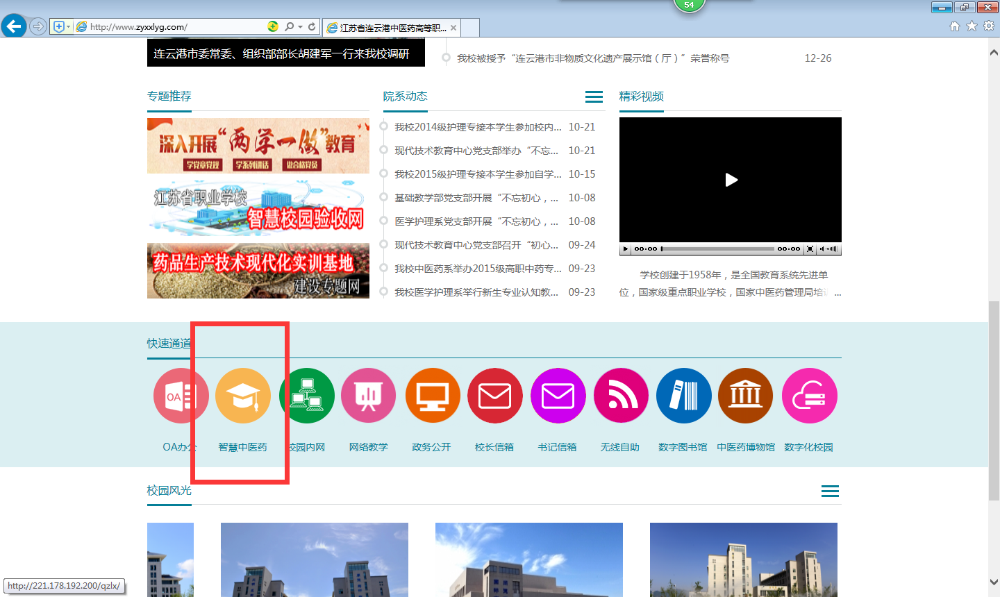 54
http://www.zyxxlyg.com/
江苏省连云港中医药高等职...
连云港市委常委、组织部部长胡建军一行来我校调研
我校被授予“连云港市非物质文化遗产展示馆（厅）”荣誉称号 12-26
专题推荐
深入开展“两学一做”教育
学党章党规 学系列讲话 做合格党员
江苏省职业学校
智慧校园验收网
药品生产技术现代化实训基地
建设专题网
院系动态
我校2014级护理专接本学生参加校内... 10-21
现代技术教育中心党支部举办“不忘... 10-21
我校2015级护理专接本学生参加自学... 10-15
基础教学部党支部开展“不忘初心，... 10-08
医学护理系党支部开展“不忘初心，... 10-08
现代技术教育中心党支部召开“初心... 09-24
我校中医药系举办2015级高职中药专... 09-23
我校医学护理系举行新生专业认知教... 09-23
精彩视频
00:00 00:00
学校创建于1958年，是全国教育系统先进单
位，国家级重点职业学校，国家中医药管理局培训 ...
快速通道
OA
OA办公 智慧中医药 校园内网 网络教学 政务公开 校长信箱 书记信箱 无线自助 数字图书馆 中医药博物馆 数字化校园
校园风光
http://221.178.192.200/qzlx/